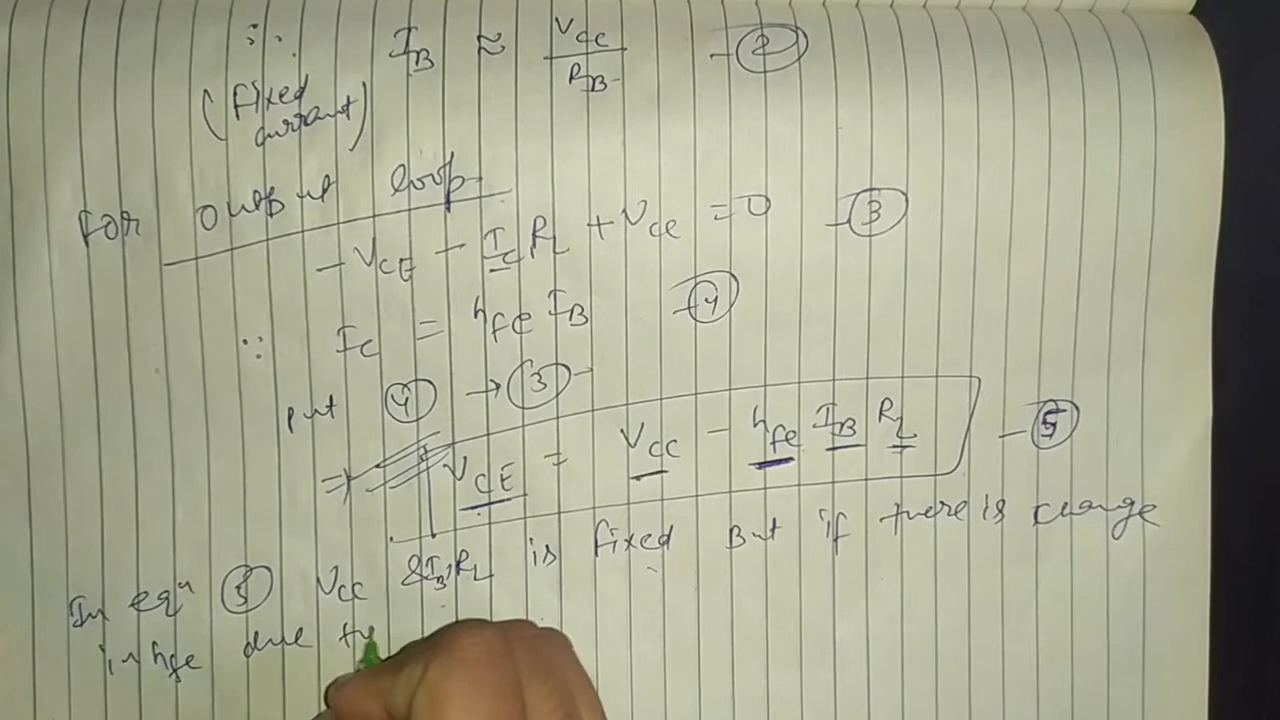 ∴ I_B ≈ V_CC / R_B - ②
(Fixed current)
For output loop
- V_CE - I_C R_L + V_CC = 0 - ③
∵ I_C = h_fe I_B - ④
put ④ → ③ -
⇒ V_CE = V_CC - h_fe I_B R_L - ⑤
In eqⁿ ⑤ V_CC & I_B, R_L is fixed But if there is change
in h_fe due